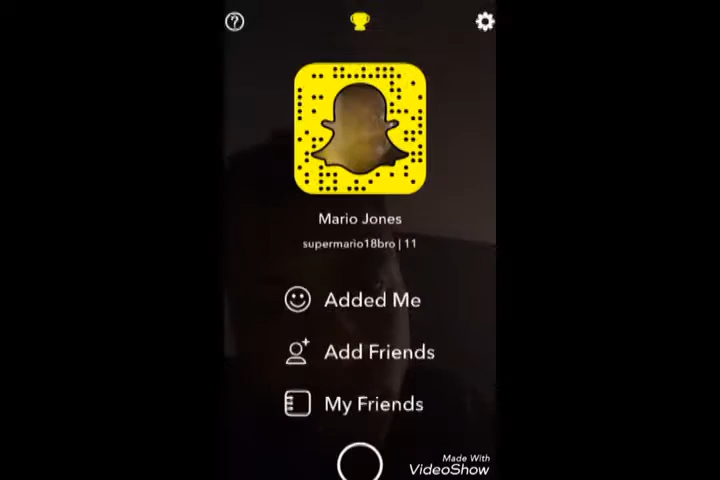 Mario Jones
supermario18bro | 11
Added Me
Add Friends
My Friends
Made With
VideoShow